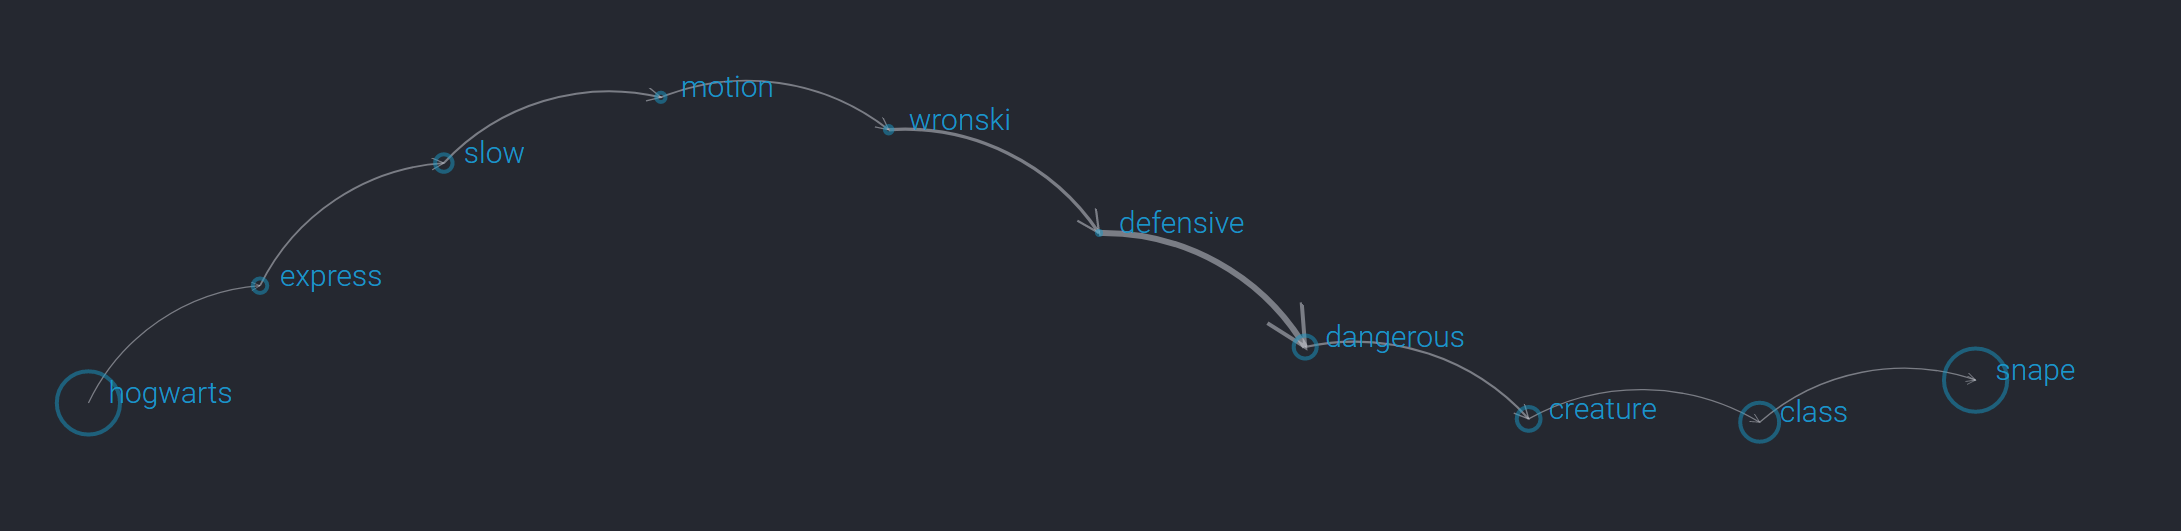 hogwarts
express
slow
motion
wronski
defensive
dangerous
creature
class
snape